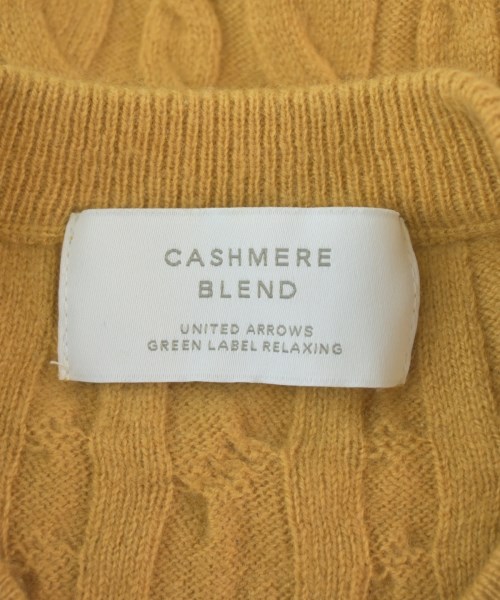 CASHMERE
BLEND
UNITED ARROWS
GREEN LABEL RELAXING